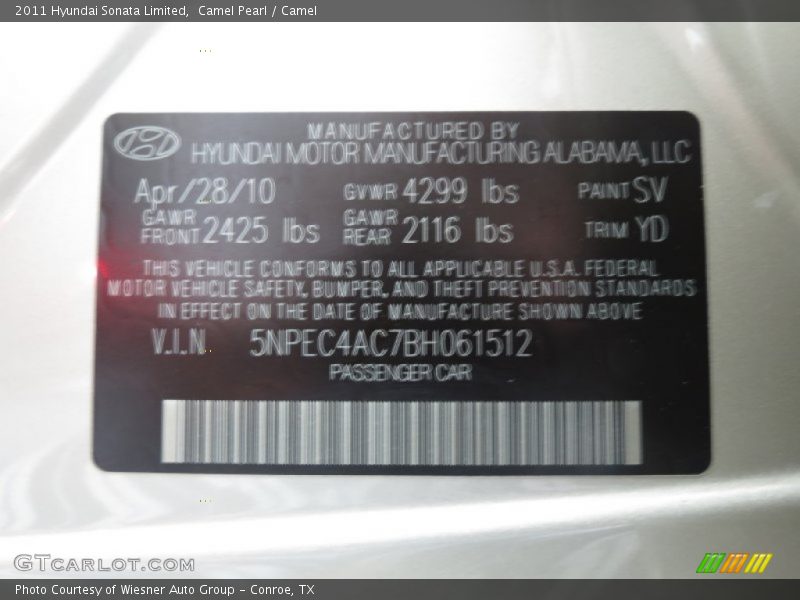 2011 Hyundai Sonata Limited, Camel Pearl / Camel
MANUFACTURED BY
HYUNDAI MOTOR MANUFACTURING ALABAMA, LLC
Apr/28/10 GVWR 4299 lbs PAINT SV
GAWR FRONT 2425 lbs GAWR REAR 2116 lbs TRIM YD
THIS VEHICLE CONFORMS TO ALL APPLICABLE U.S.A. FEDERAL
MOTOR VEHICLE SAFETY, BUMPER, AND THEFT PREVENTION STANDARDS
IN EFFECT ON THE DATE OF MANUFACTURE SHOWN ABOVE
V.I.N. 5NPEC4AC7BH061512
PASSENGER CAR
GTCARLOT.COM
Photo Courtesy of Wiesner Auto Group - Conroe, TX